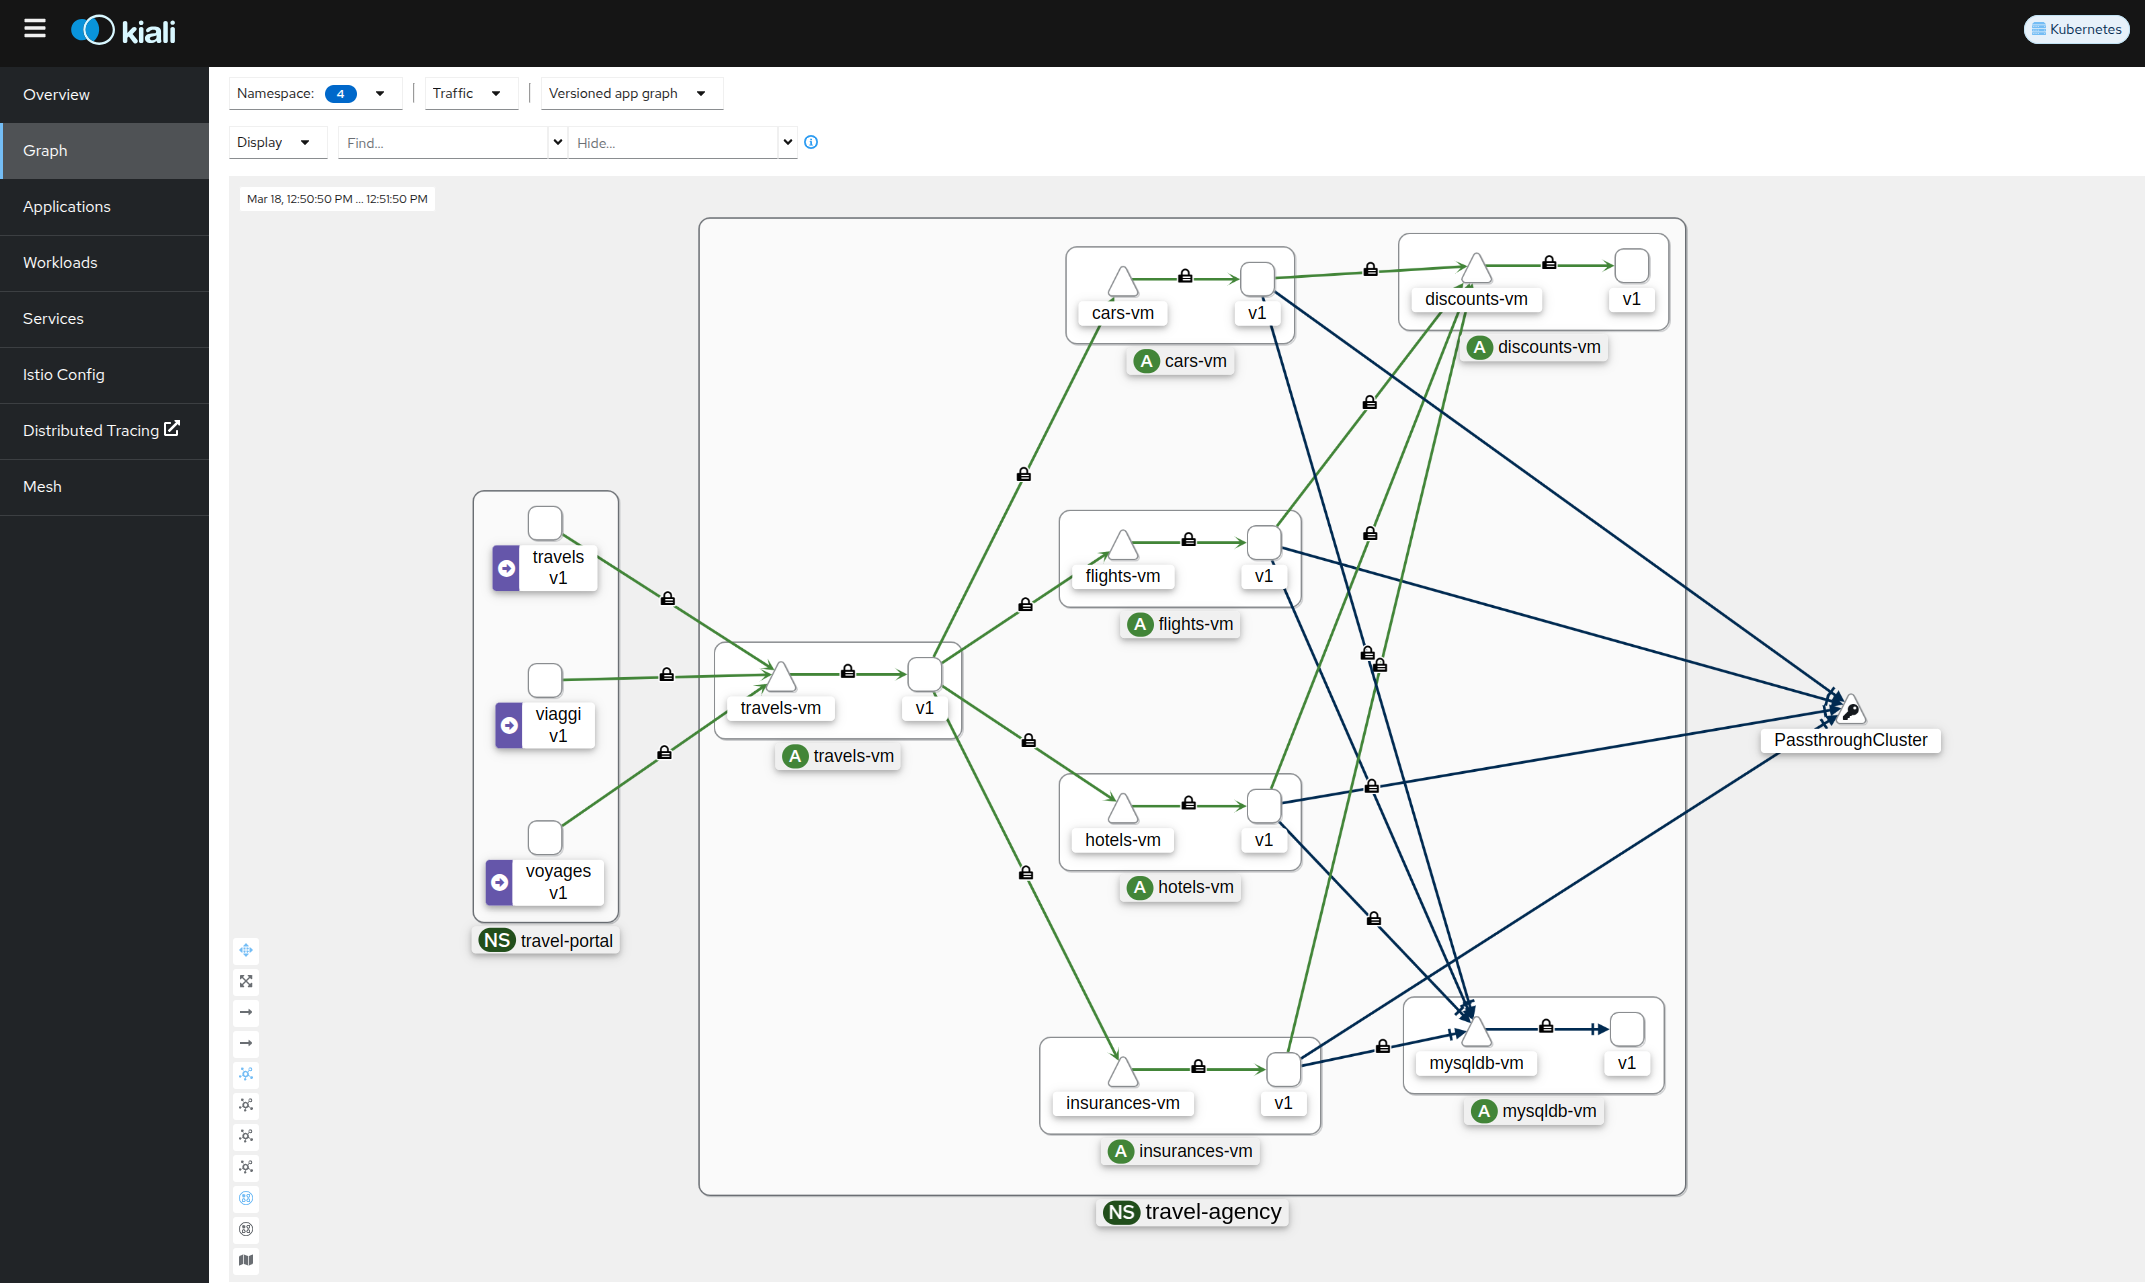 kiali
Kubernetes
Overview
Graph
Applications
Workloads
Services
Istio Config
Distributed Tracing
Mesh
Namespace: 4
Traffic
Versioned app graph
Display
Find...
Hide...
Mar 18, 12:50:50 PM ... 12:51:50 PM
cars-vm
v1
A cars-vm
discounts-vm
v1
A discounts-vm
travels
v1
viaggi
v1
voyages
v1
NS travel-portal
flights-vm
v1
A flights-vm
travels-vm
v1
A travels-vm
PassthroughCluster
hotels-vm
v1
A hotels-vm
mysqldb-vm
v1
A mysqldb-vm
insurances-vm
v1
A insurances-vm
NS travel-agency